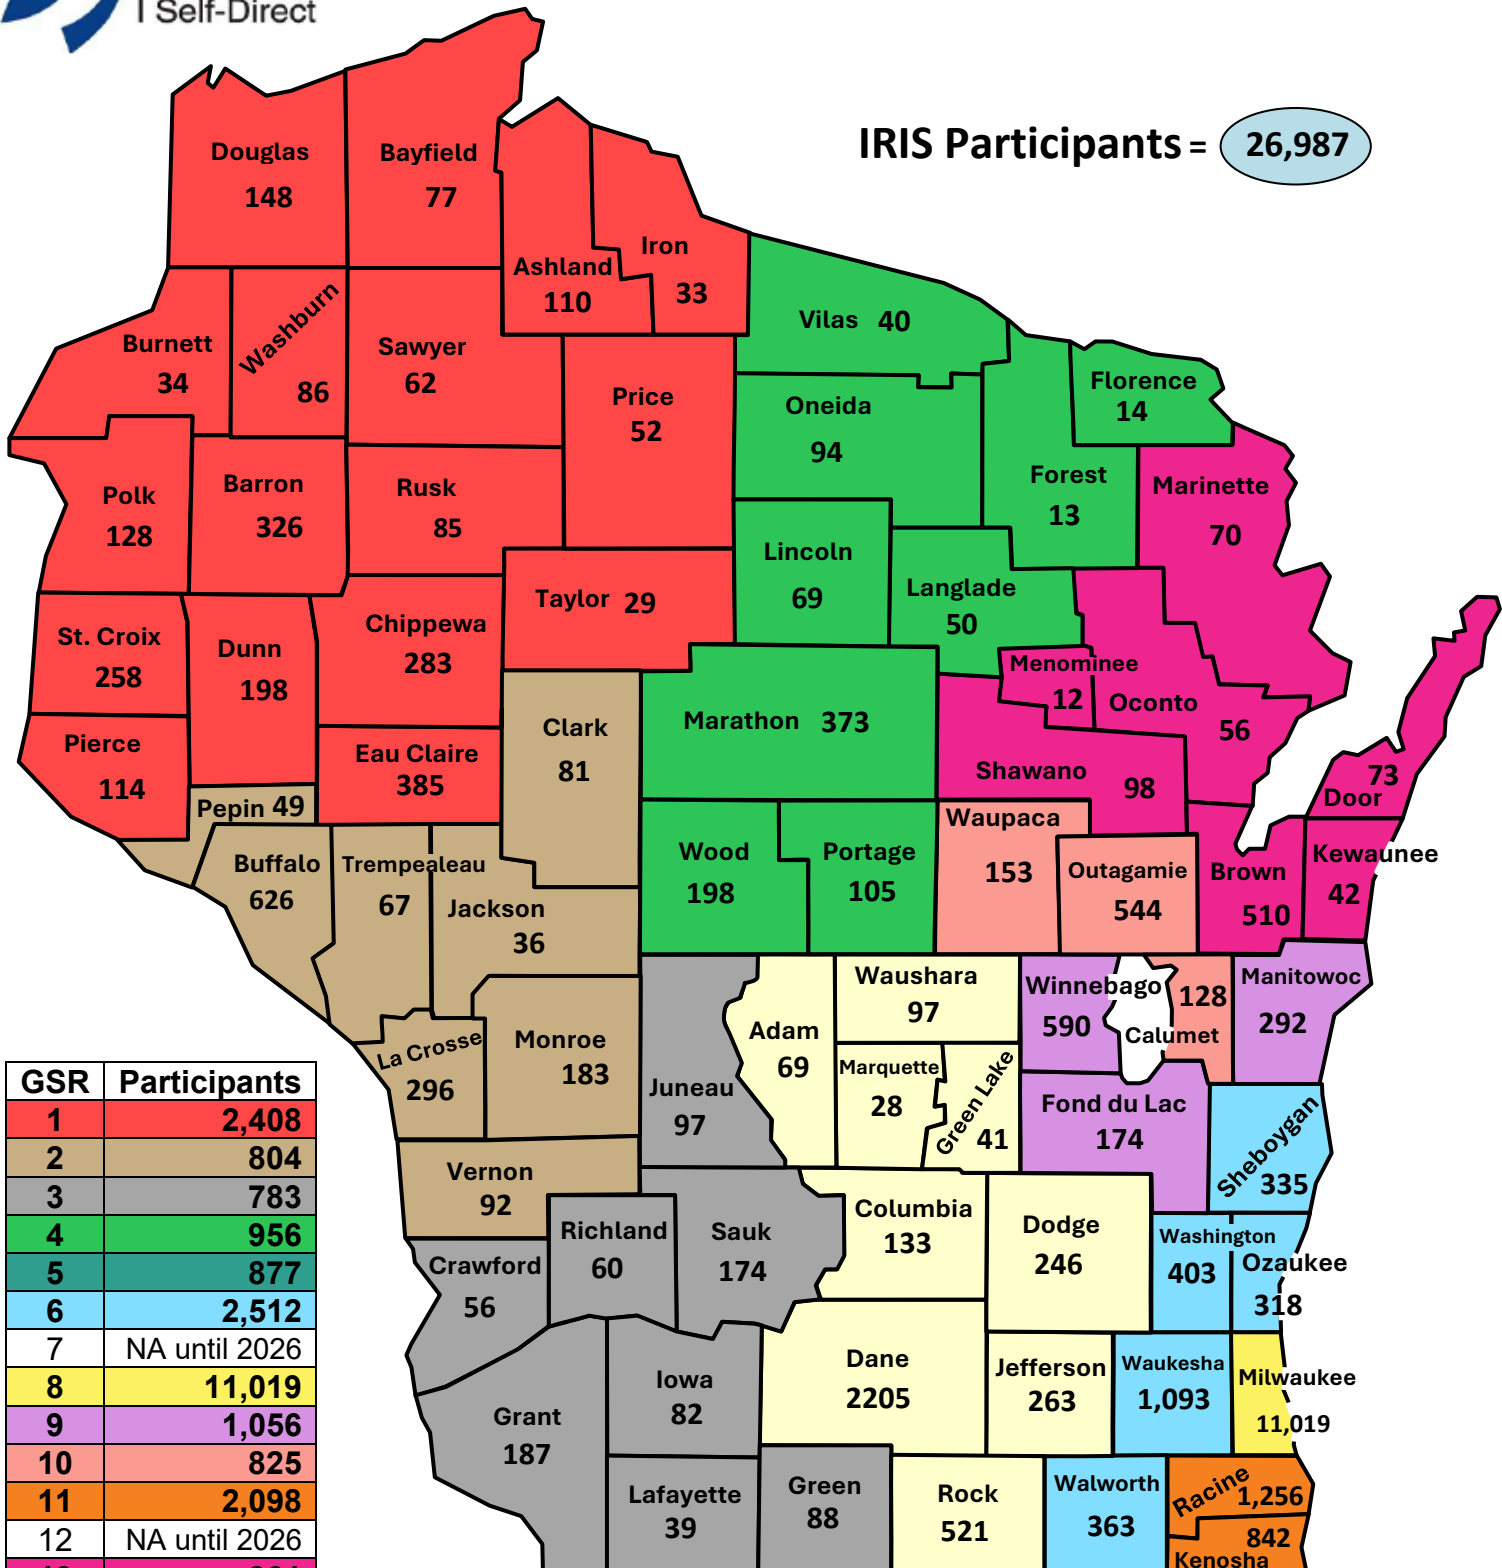 I Self-Direct
IRIS Participants = 26,987
Douglas
148
Bayfield
77
Ashland
110
Iron
33
Vilas 40
Florence
14
Burnett
34
Washburn
86
Sawyer
62
Price
52
Oneida
94
Forest
13
Marinette
70
Polk
128
Barron
326
Rusk
85
Taylor 29
Lincoln
69
Langlade
50
St. Croix
258
Dunn
198
Chippewa
283
Menominee
12
Oconto
56
Pierce
114
Eau Claire
385
Clark
81
Marathon 373
Shawano
98
73
Door
Pepin 49
Buffalo
626
Trempealeau
67
Jackson
36
Wood
198
Portage
105
Waupaca
153
Outagamie
544
Brown
510
Kewaunee
42
La Crosse
296
Monroe
183
Juneau
97
Adam
69
Waushara
97
Marquette
28
Green Lake
41
Winnebago
590
128
Calumet
Manitowoc
292
Fond du Lac
174
Sheboygan
335
Vernon
92
Richland
60
Sauk
174
Columbia
133
Dodge
246
Washington
403
Ozaukee
318
Crawford
56
Grant
187
Iowa
82
Dane
2205
Jefferson
263
Waukesha
1,093
Milwaukee
11,019
Lafayette
39
Green
88
Rock
521
Walworth
363
Racine
1,256
842
Kenosha
GSR Participants
1 2,408
2 804
3 783
4 956
5 877
6 2,512
7 NA until 2026
8 11,019
9 1,056
10 825
11 2,098
12 NA until 2026